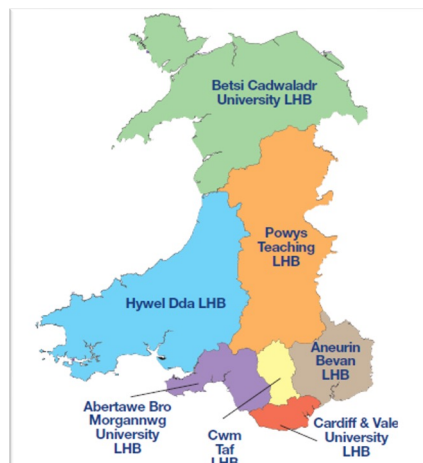 Betsi Cadwaladr
University LHB
Powys
Teaching
LHB
Hywel Dda LHB
Aneurin
Bevan
LHB
Abertawe Bro
Morgannwg
University
LHB
Cwm
Taf
LHB
Cardiff & Vale
University
LHB